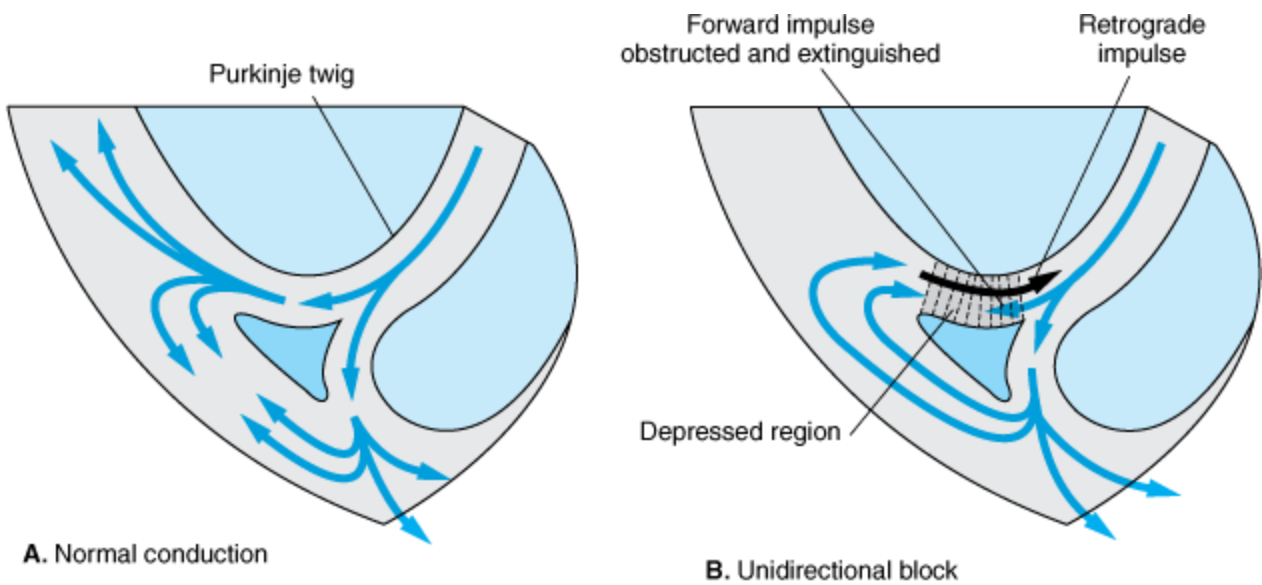 Purkinje twig
Forward impulse
obstructed and extinguished
Retrograde
impulse
Depressed region
A. Normal conduction
B. Unidirectional block